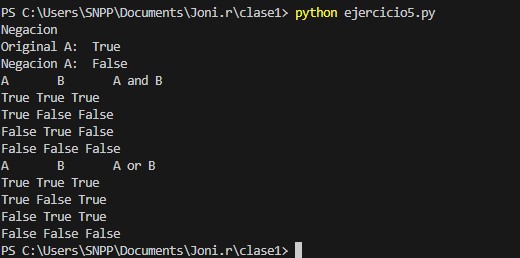 PS C:\Users\SNPP\Documents\Joni.r\clase1> python ejercicio5.py
Negacion
Original A:  True
Negacion A:  False
A       B       A and B
True True True
True False False
False True False
False False False
A       B       A or B
True True True
True False True
False True True
False False False
PS C:\Users\SNPP\Documents\Joni.r\clase1>